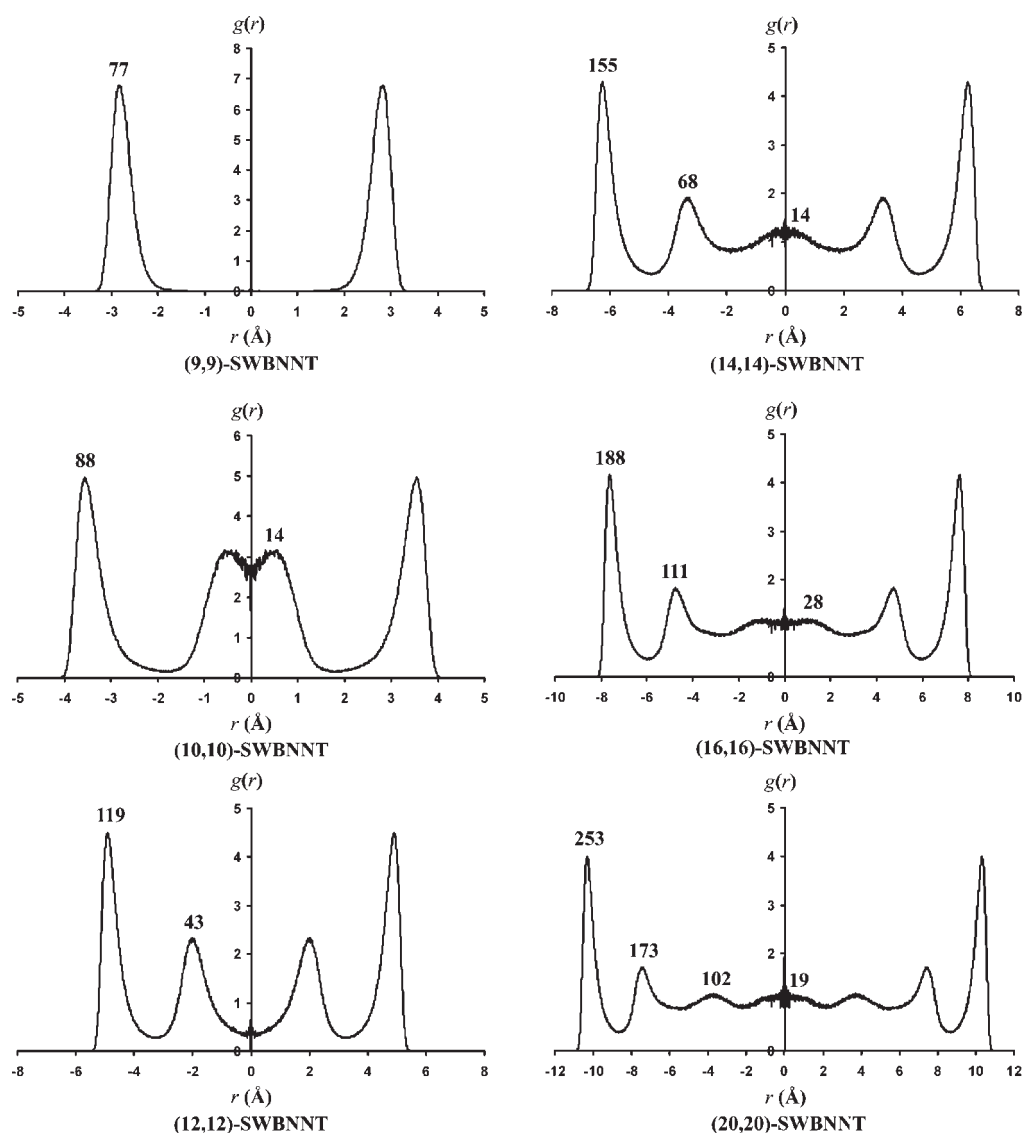 g(r)
8
77
7
6
5
4
3
2
1
0
-5 -4 -3 -2 -1 0 1 2 3 4 5
r (Å)
(9,9)-SWBNNT
g(r)
5
155
4
3
68
2
14
1
0
-8 -6 -4 -2 0 2 4 6 8
r (Å)
(14,14)-SWBNNT
g(r)
6
88
5
4
14
3
2
1
0
-5 -4 -3 -2 -1 0 1 2 3 4 5
r (Å)
(10,10)-SWBNNT
g(r)
5
188
4
3
111
2
28
1
0
-10 -8 -6 -4 -2 0 2 4 6 8 10
r (Å)
(16,16)-SWBNNT
g(r)
5
119
4
3
43
2
1
0
-8 -6 -4 -2 0 2 4 6 8
r (Å)
(12,12)-SWBNNT
g(r)
5
253
4
3
173
2
102
19
1
0
-12 -10 -8 -6 -4 -2 0 2 4 6 8 10 12
r (Å)
(20,20)-SWBNNT